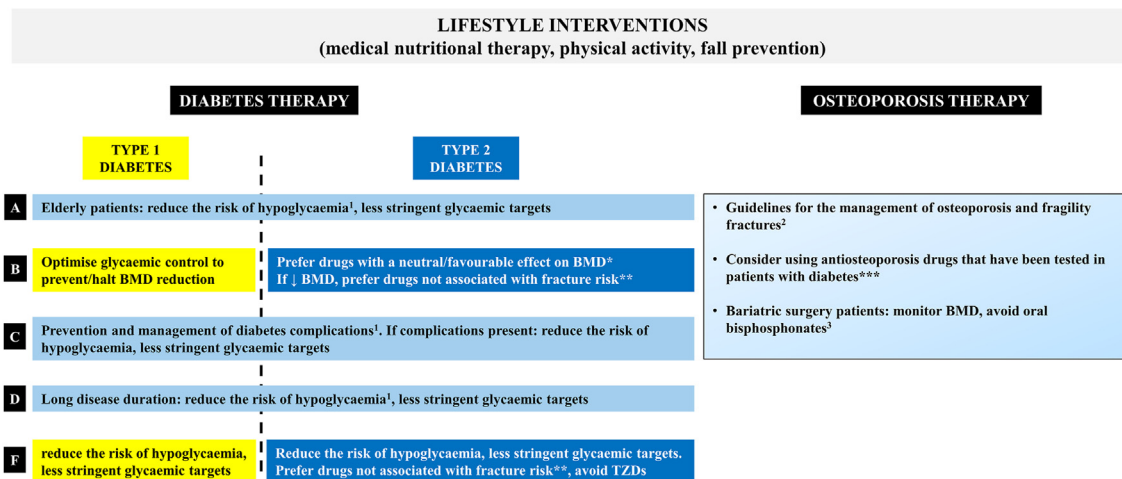 LIFESTYLE INTERVENTIONS
(medical nutritional therapy, physical activity, fall prevention)
DIABETES THERAPY
OSTEOPOROSIS THERAPY
TYPE 1
DIABETES
TYPE 2
DIABETES
A
Elderly patients: reduce the risk of hypoglycaemia¹, less stringent glycaemic targets
B
Optimise glycaemic control to
prevent/halt BMD reduction
Prefer drugs with a neutral/favourable effect on BMD*
If ↓ BMD, prefer drugs not associated with fracture risk**
C
Prevention and management of diabetes complications¹. If complications present: reduce the risk of
hypoglycaemia, less stringent glycaemic targets
D
Long disease duration: reduce the risk of hypoglycaemia¹, less stringent glycaemic targets
F
reduce the risk of hypoglycaemia,
less stringent glycaemic targets
Reduce the risk of hypoglycaemia, less stringent glycaemic targets.
Prefer drugs not associated with fracture risk**, avoid TZDs
• Guidelines for the management of osteoporosis and fragility
fractures²
• Consider using antiosteoporosis drugs that have been tested in
patients with diabetes***
• Bariatric surgery patients: monitor BMD, avoid oral
bisphosphonates³